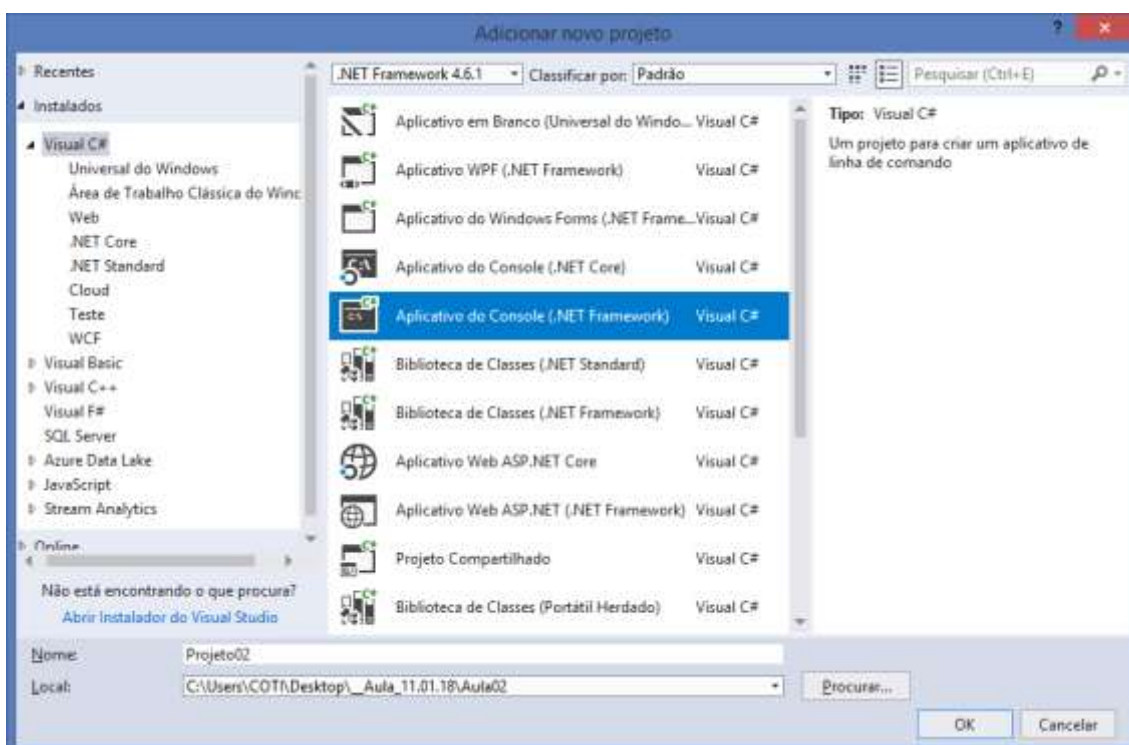 Adicionar novo projeto
?
Recentes
Instalados
Visual C#
Universal do Windows
Área de Trabalho Clássica do Winc
Web
.NET Core
.NET Standard
Cloud
Teste
WCF
Visual Basic
Visual C++
Visual F#
SQL Server
Azure Data Lake
JavaScript
Stream Analytics
Online
Não está encontrando o que procura?
Abrir Instalador do Visual Studio
.NET Framework 4.6.1 Classificar por: Padrão
Pesquisar (Ctrl+E)
Aplicativo em Branco (Universal do Windo... Visual C#
Aplicativo WPF (.NET Framework) Visual C#
Aplicativo do Windows Forms (.NET Frame... Visual C#
Aplicativo do Console (.NET Core) Visual C#
Aplicativo do Console (.NET Framework) Visual C#
Biblioteca de Classes (.NET Standard) Visual C#
Biblioteca de Classes (.NET Framework) Visual C#
Aplicativo Web ASP.NET Core Visual C#
Aplicativo Web ASP.NET (.NET Framework) Visual C#
Projeto Compartilhado Visual C#
Biblioteca de Classes (Portátil Herdado) Visual C#
Tipo: Visual C#
Um projeto para criar um aplicativo de
linha de comando
Nome: Projeto02
Local: C:\Users\COTI\Desktop\__Aula_11.01.18\Aula02
Procurar...
OK Cancelar